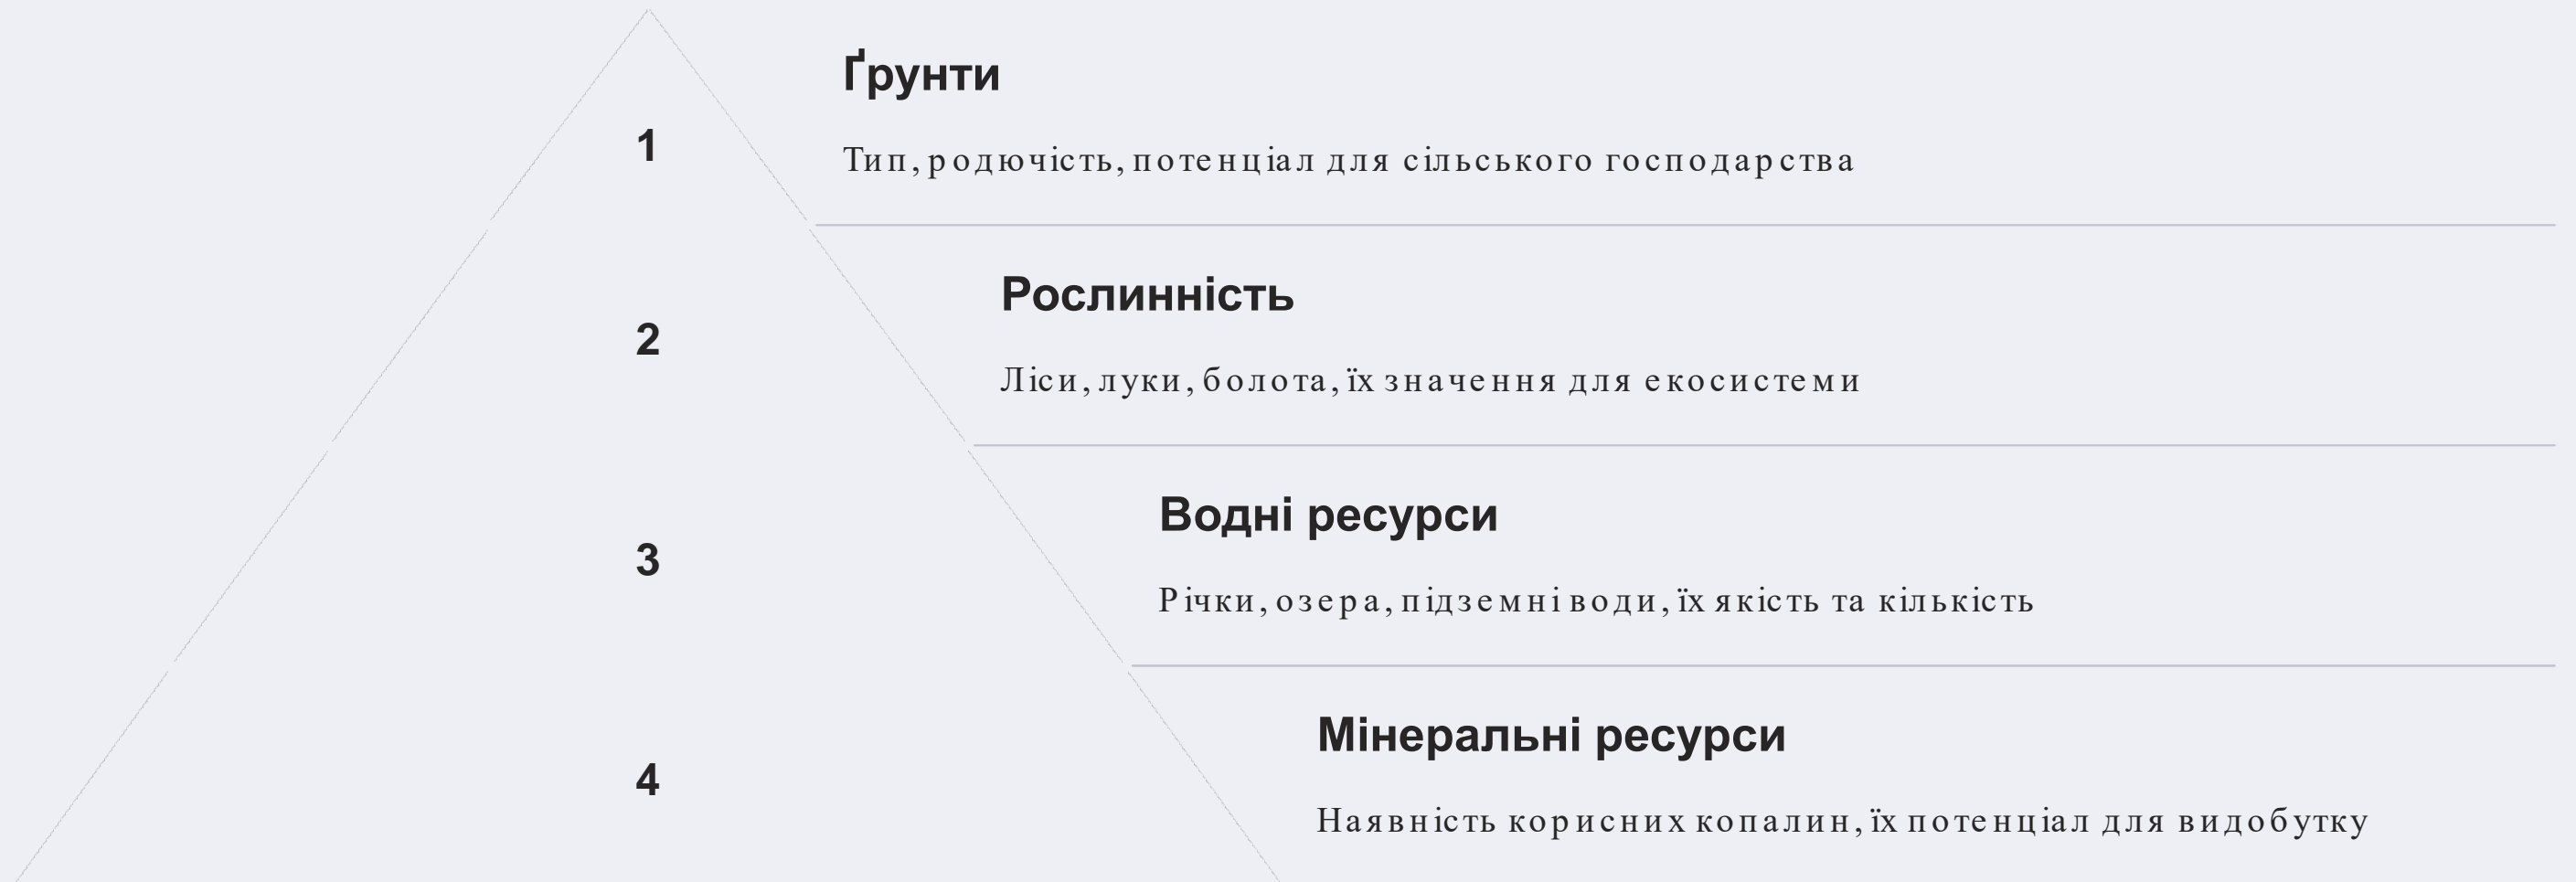 Ґрунти
1
Тип, родючість, потенціал для сільського господарства
Рослинність
2
Ліси, луки, болота, їх значення для екосистеми
Водні ресурси
3
Річки, озера, підземні води, їх якість та кількість
Мінеральні ресурси
4
Наявність корисних копалин, їх потенціал для видобутку